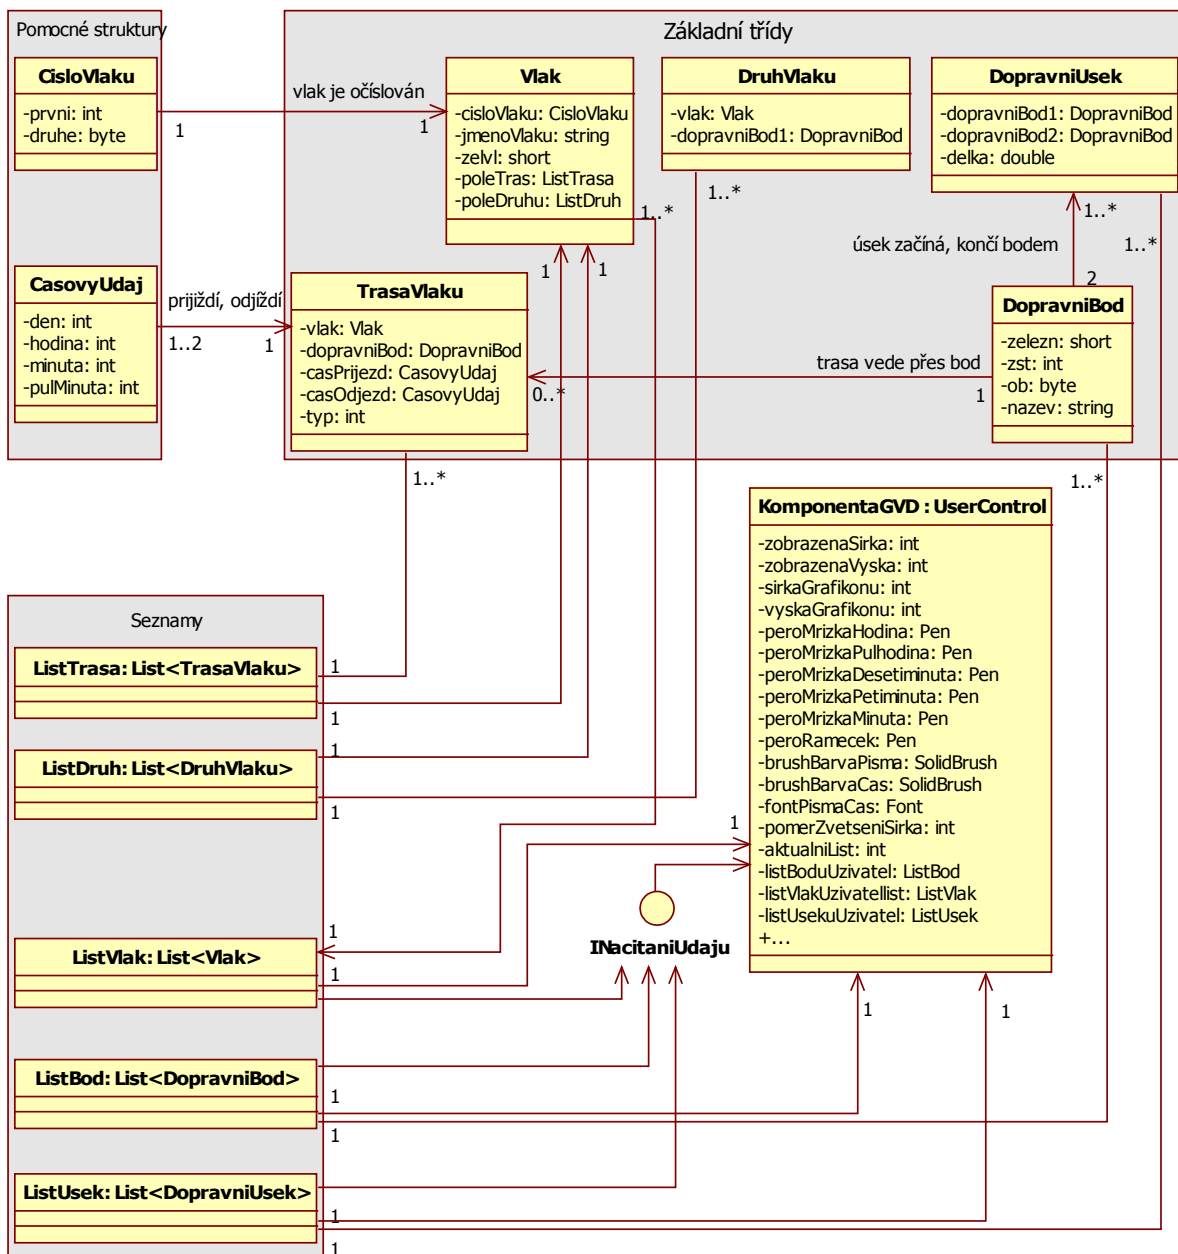 Pomocné struktury
CisloVlaku
-prvni: int
-druhe: byte
CasovyUdaj
-den: int
-hodina: int
-minuta: int
-pulMinuta: int
Základní třídy
Vlak
-cisloVlaku: CisloVlaku
-jmenoVlaku: string
-zelvl: short
-poleTras: ListTrasa
-poleDruhu: ListDruh
DruhVlaku
-vlak: Vlak
-dopravniBod1: DopravniBod
DopravniUsek
-dopravniBod1: DopravniBod
-dopravniBod2: DopravniBod
-delka: double
TrasaVlaku
-vlak: Vlak
-dopravniBod: DopravniBod
-casPrijezd: CasovyUdaj
-casOdjezd: CasovyUdaj
-typ: int
DopravniBod
-zelezn: short
-zst: int
-ob: byte
-nazev: string
vlak je očíslován
1
1
prijiždí, odjíždí
1..2
1
úsek začíná, končí bodem
1..*
2
trasa vede přes bod
0..*
1
1..*
1..*
1..*
1
1
1..*
1..*
KomponentaGVD : UserControl
-zobrazenaSirka: int
-zobrazenaVyska: int
-sirkaGrafikonu: int
-vyskaGrafikonu: int
-peroMrizkaHodina: Pen
-peroMrizkaPulhodina: Pen
-peroMrizkaDesetiminuta: Pen
-peroMrizkaPetiminuta: Pen
-peroMrizkaMinuta: Pen
-peroRamecek: Pen
-brushBarvaPisma: SolidBrush
-brushBarvaCas: SolidBrush
-fontPismaCas: Font
-pomerZvetseniSirka: int
-aktualniList: int
-listBoduUzivatel: ListBod
-listVlakUzivatellist: ListVlak
-listUsekuUzivatel: ListUsek
+...
Seznamy
ListTrasa: List<TrasaVlaku>
1
1
ListDruh: List<DruhVlaku>
1
1
1
INacitaniUdaju
ListVlak: List<Vlak>
1
1
1
1
ListBod: List<DopravniBod>
1
1
ListUsek: List<DopravniUsek>
1
1